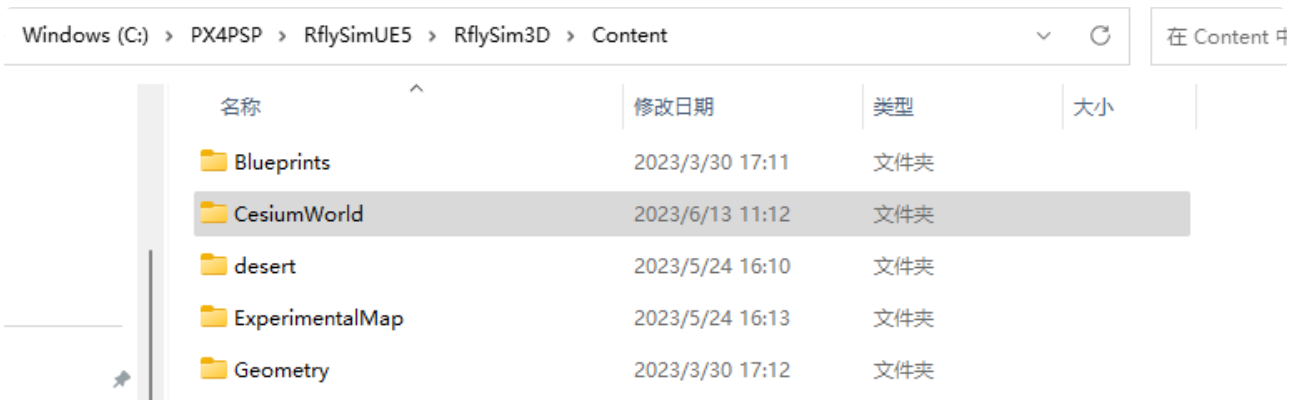 Windows (C:) > PX4PSP > RflySimUE5 > RflySim3D > Content
在 Content 中
名称 修改日期 类型 大小
Blueprints 2023/3/30 17:11 文件夹
CesiumWorld 2023/6/13 11:12 文件夹
desert 2023/5/24 16:10 文件夹
ExperimentalMap 2023/5/24 16:13 文件夹
Geometry 2023/3/30 17:12 文件夹